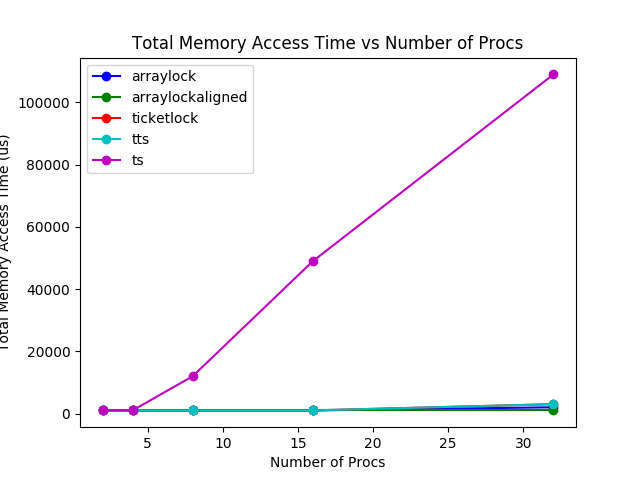 Total Memory Access Time vs Number of Procs
arraylock
arraylockaligned
ticketlock
tts
ts
100000
80000
60000
40000
20000
0
Total Memory Access Time (us)
5 10 15 20 25 30
Number of Procs